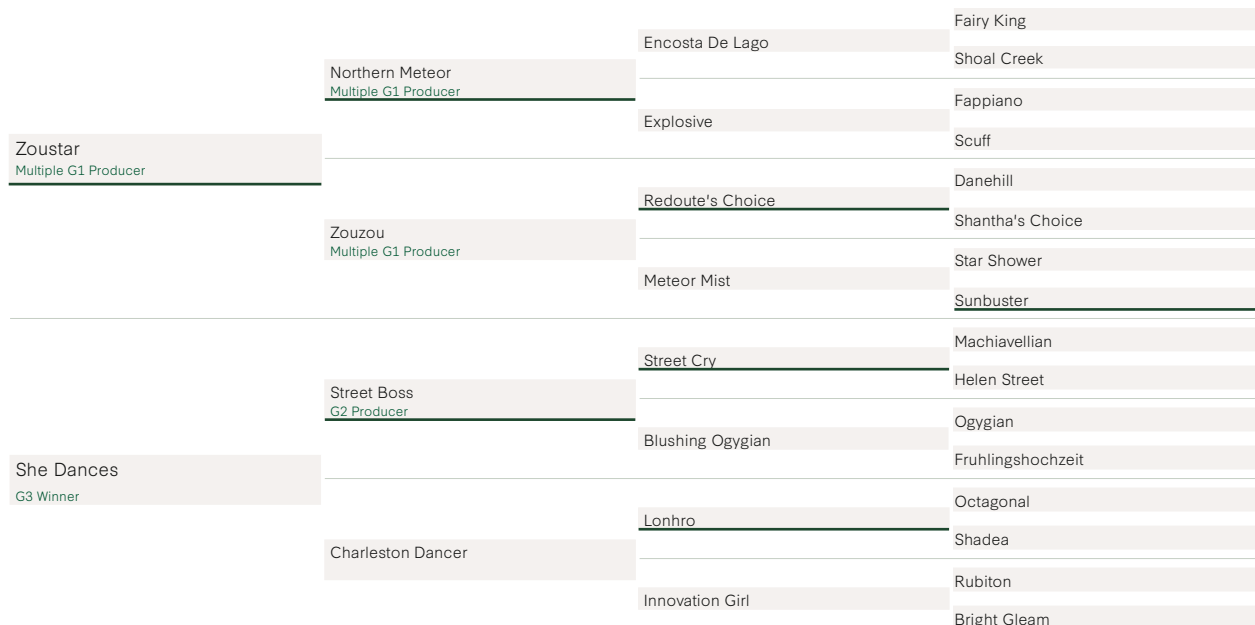 Zoustar
Multiple G1 Producer
She Dances
G3 Winner
Northern Meteor
Multiple G1 Producer
Zouzou
Multiple G1 Producer
Street Boss
G2 Producer
Charleston Dancer
Encosta De Lago
Explosive
Redoute's Choice
Meteor Mist
Street Cry
Blushing Ogygian
Lonhro
Innovation Girl
Fairy King
Shoal Creek
Fappiano
Scuff
Danehill
Shantha's Choice
Star Shower
Sunbuster
Machiavellian
Helen Street
Ogygian
Fruhlingshochzeit
Octagonal
Shadea
Rubiton
Bright Gleam